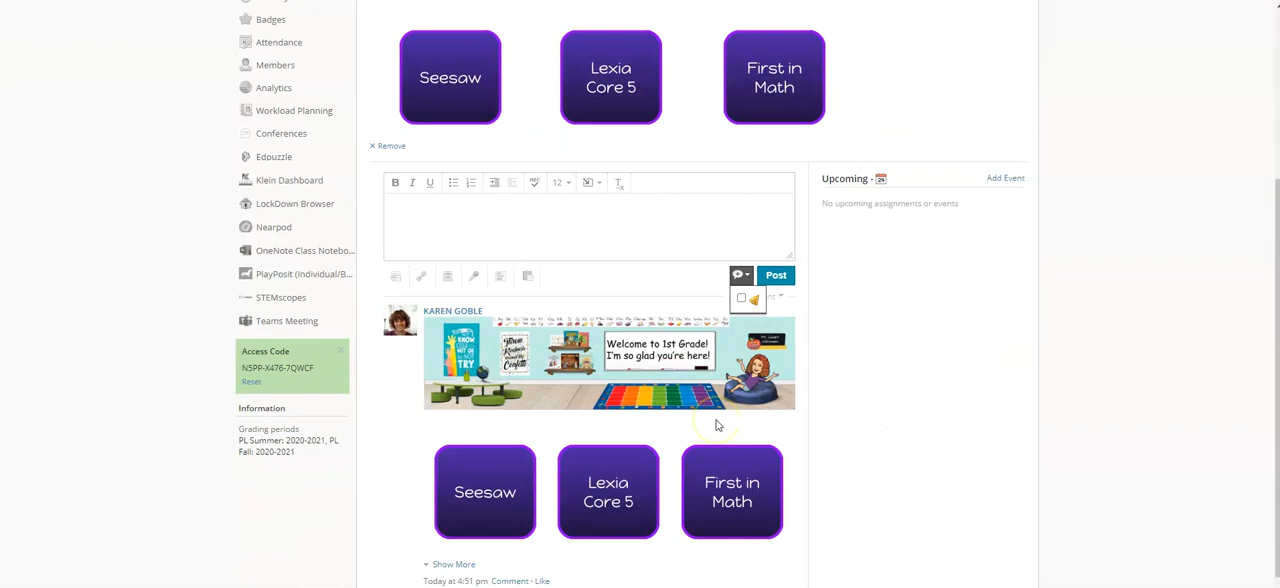 Badges
Attendance
Members
Analytics
Workload Planning
Conferences
Edpuzzle
Klein Dashboard
LockDown Browser
Nearpod
OneNote Class Notebo...
PlayPosit (Individual/B...
STEMscopes
Teams Meeting
Access Code
N5PP-X476-7QWCF
Reset
Information
Grading periods
PL Summer: 2020-2021, PL
Fall: 2020-2021
Seesaw
Lexia
Core 5
First in
Math
× Remove
B I U
12
Post
KAREN GOBLE
Welcome to 1st Grade!
I'm so glad you're here!
Seesaw
Lexia
Core 5
First in
Math
Show More
Today at 4:51 pm Comment · Like
Upcoming ·
Add Event
No upcoming assignments or events